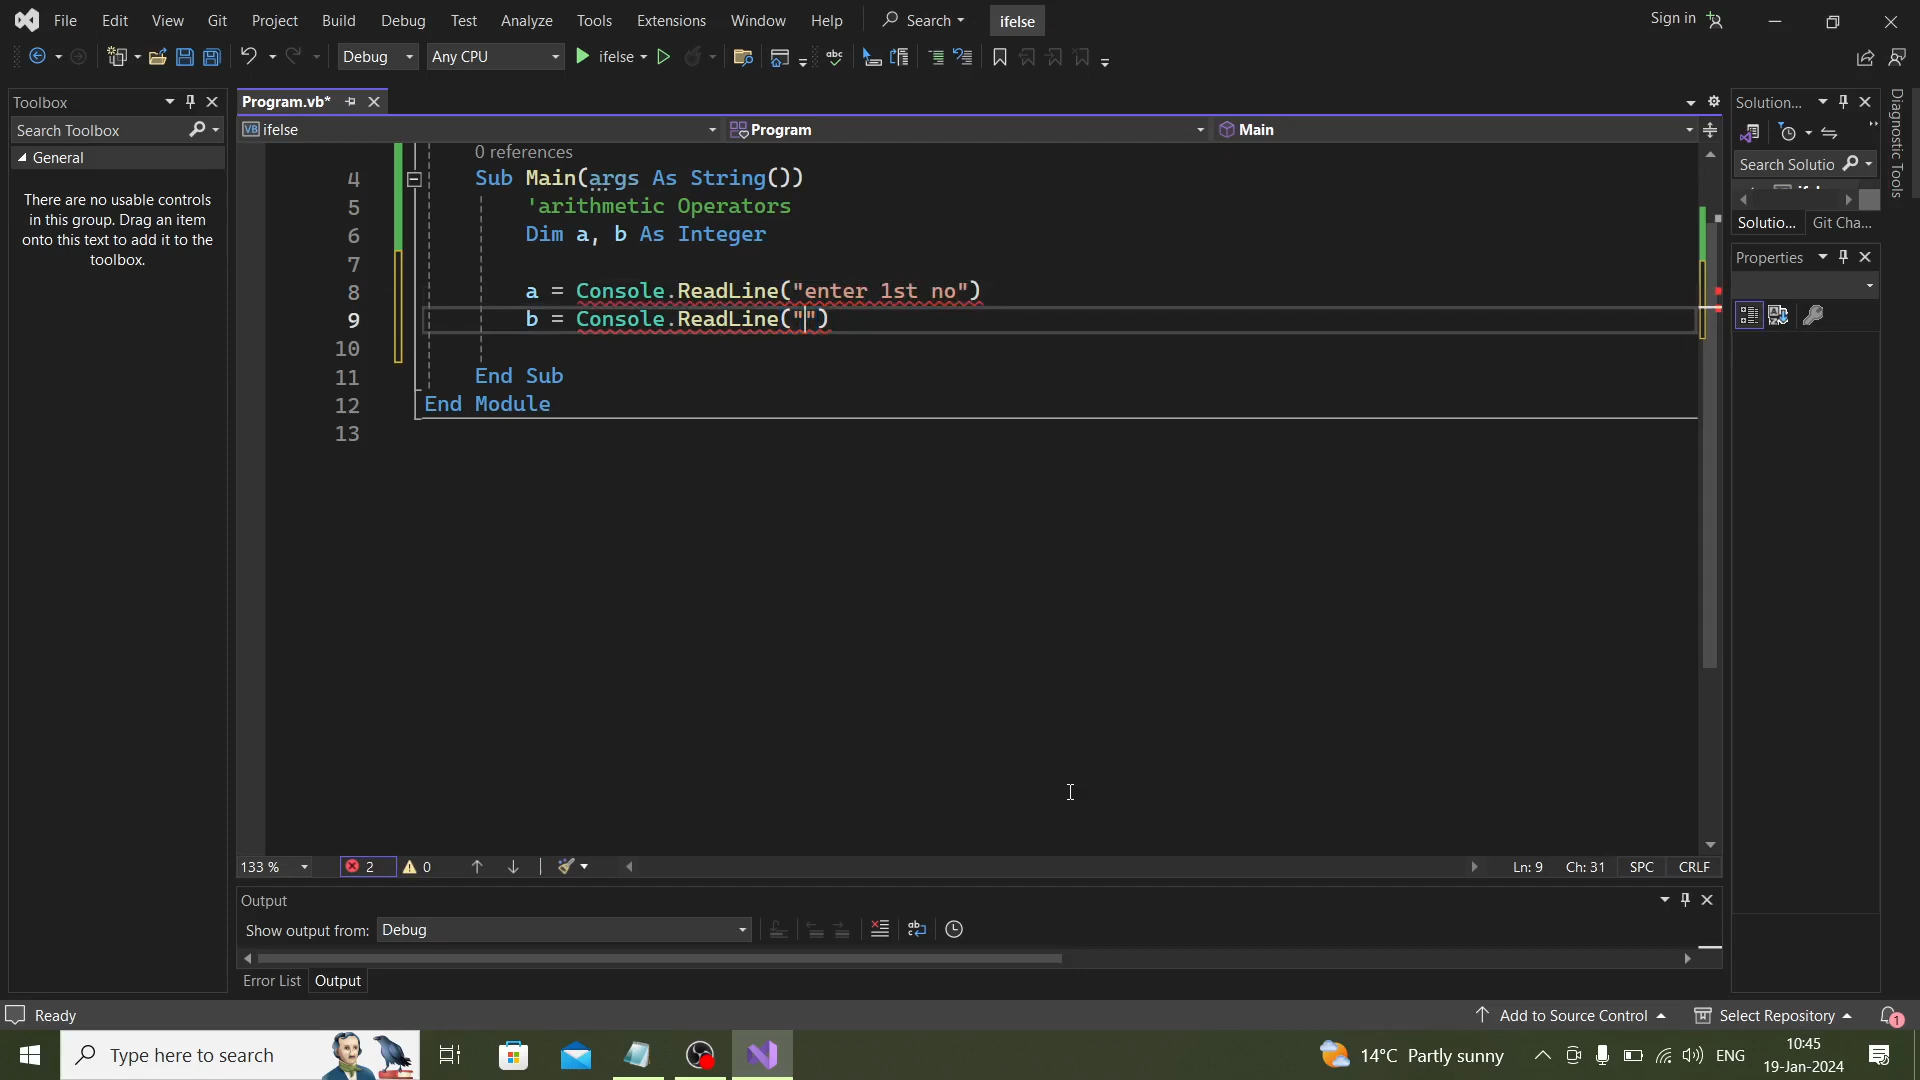 File Edit View Git Project Build Debug Test Analyze Tools Extensions Window Help Search ifelse Sign in
Debug Any CPU ifelse
Toolbox
Search Toolbox
General
There are no usable controls
in this group. Drag an item
onto this text to add it to the
toolbox.
Program.vb*
VB ifelse Program Main
0 references
4 Sub Main(args As String())
5 'arithmetic Operators
6 Dim a, b As Integer
7
8 a = Console.ReadLine("enter 1st no")
9 b = Console.ReadLine("")
10
11 End Sub
12 End Module
13
133 % 2 0 Ln: 9 Ch: 31 SPC CRLF
Output
Show output from: Debug
Error List Output
Solution...
Search Solutio
Solutio... Git Cha...
Properties
Diagnostic Tools
Ready Add to Source Control Select Repository 1
Type here to search 14°C Partly sunny ENG 10:45
19-Jan-2024